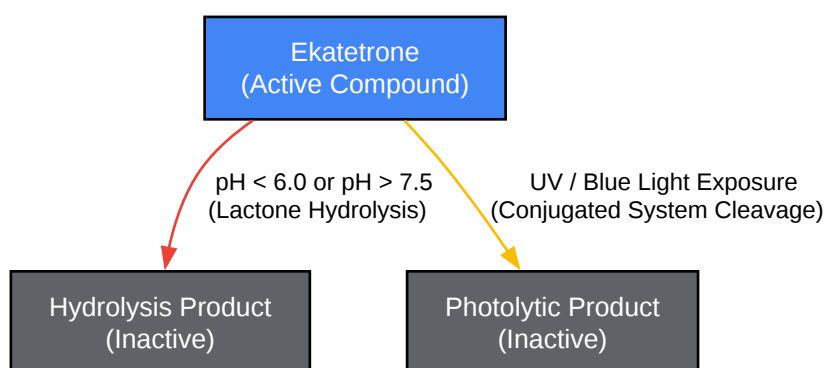 Ekatetrone
(Active Compound)
pH < 6.0 or pH > 7.5
(Lactone Hydrolysis)
UV / Blue Light Exposure
(Conjugated System Cleavage)
Hydrolysis Product
(Inactive)
Photolytic Product
(Inactive)